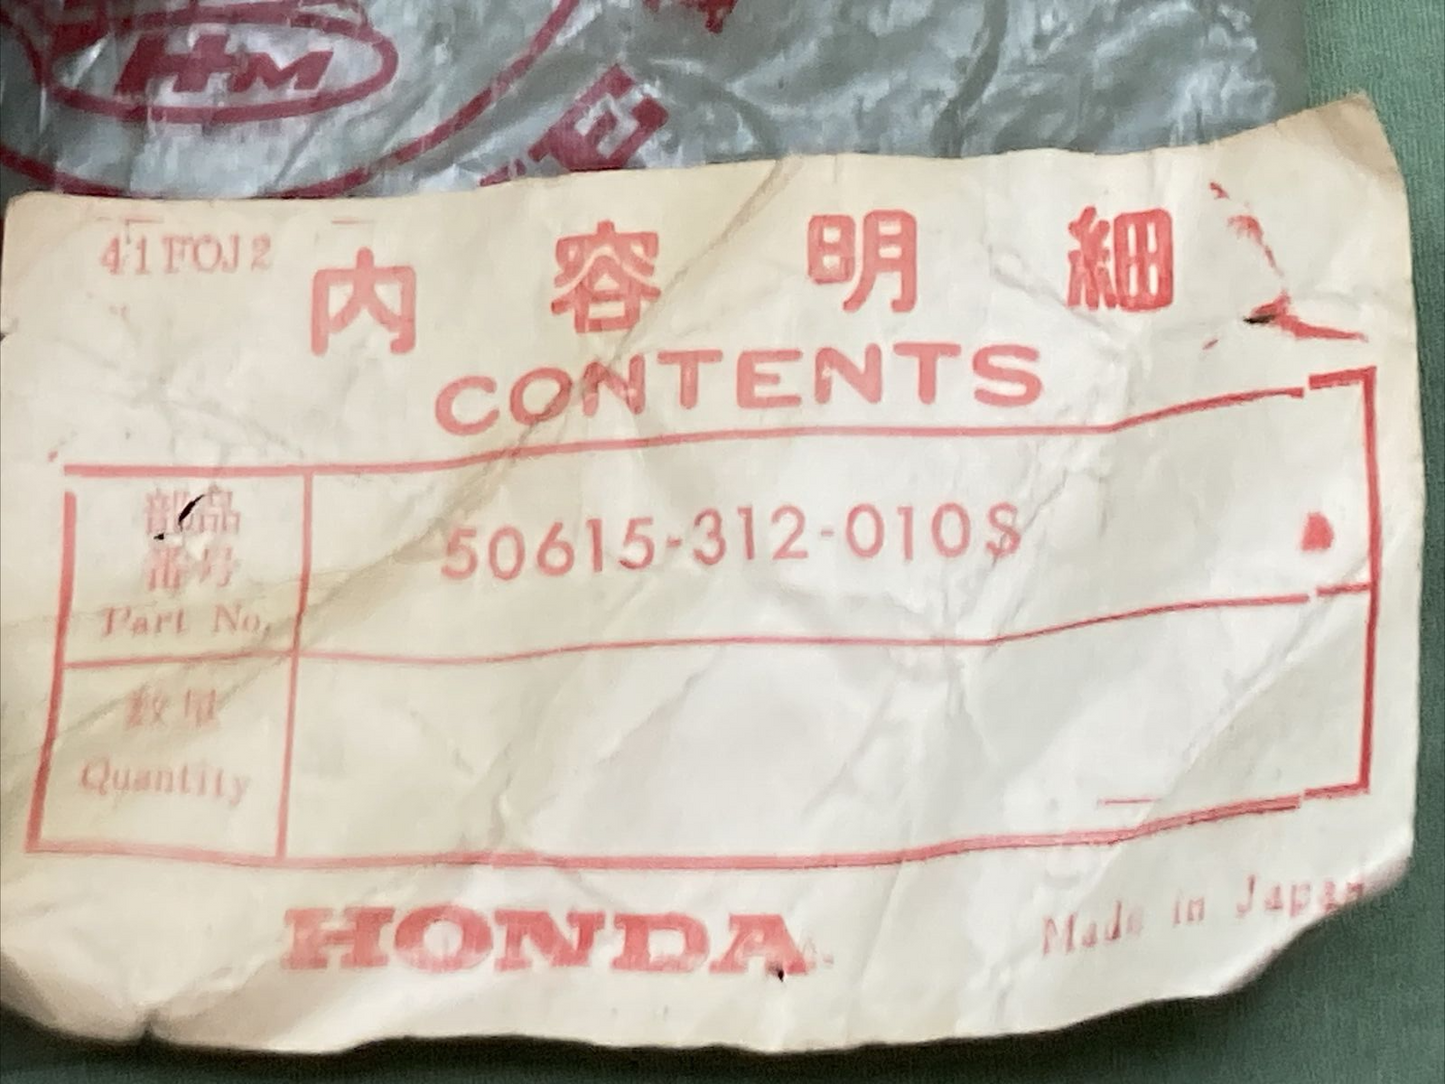 HM
41F0J2
内容明細
CONTENTS
部品
番号
Part No.
50615-312-010S
数量
Quantity
HONDA
Made in Japan